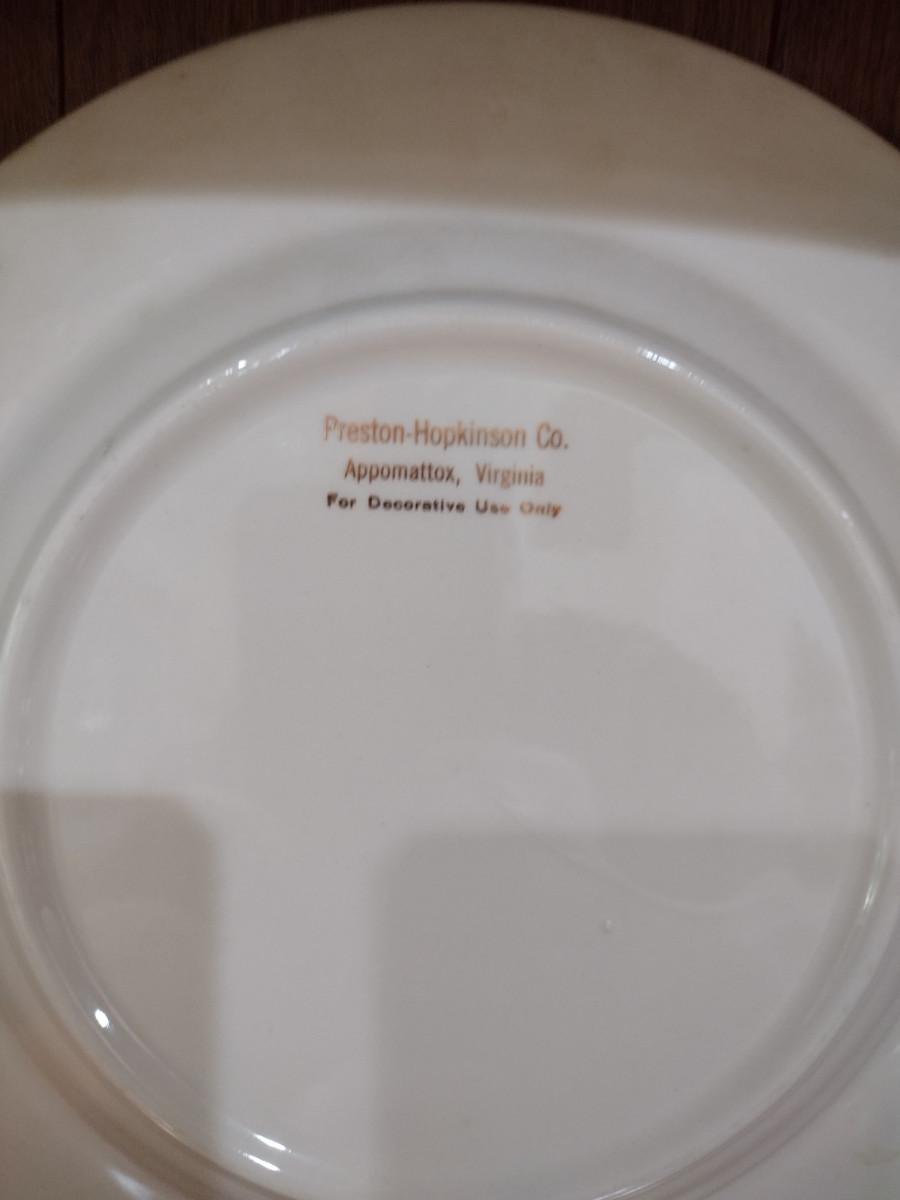 Preston-Hopkinson Co.
Appomattox, Virginia
For Decorative Use Only